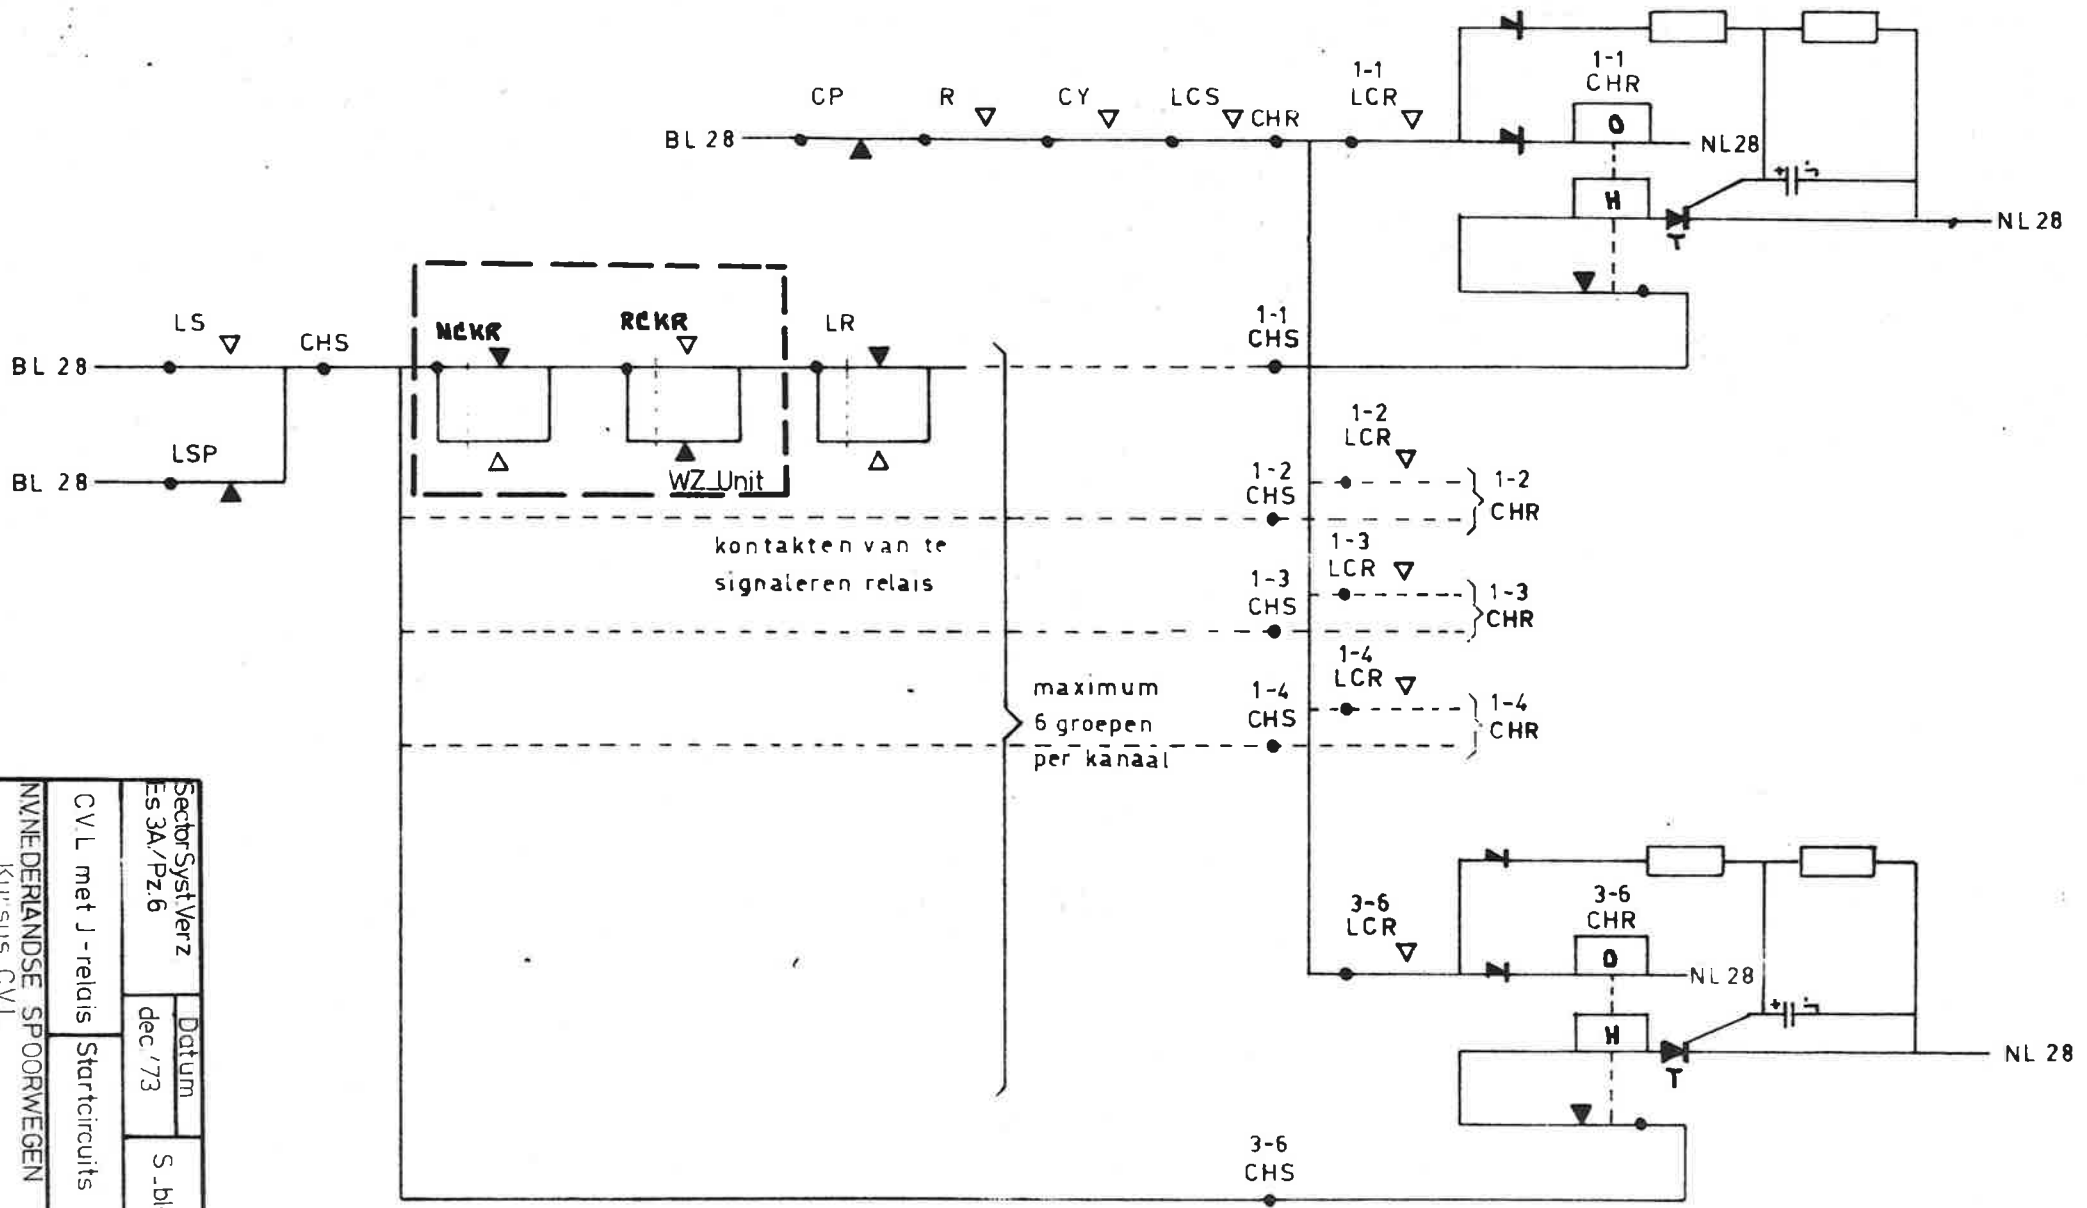 1-1
CHR
O
NL28
H
T
NL 28
1-1
LCR
BL 28
CP
R
CY
LCS
CHR
LS
BL 28
CHS
NCKR
RCKR
LR
LSP
BL 28
WZ_Unit
1-1
CHS
kontakten van te
signaleren relais
maximum
6 groepen
per kanaal
1-2
LCR
1-2
CHS
1-2
CHR
1-3
LCR
1-3
CHS
1-3
CHR
1-4
LCR
1-4
CHS
1-4
CHR
3-6
LCR
3-6
CHR
O
NL 28
H
T
NL 28
3-6
CHS
Sector Syst.Verz
Es 3A/Pz.6
Datum
dec.'73
C.V.L met J-relais
Startcircuits
N.V. NEDERLANDSE SPOORWEGEN